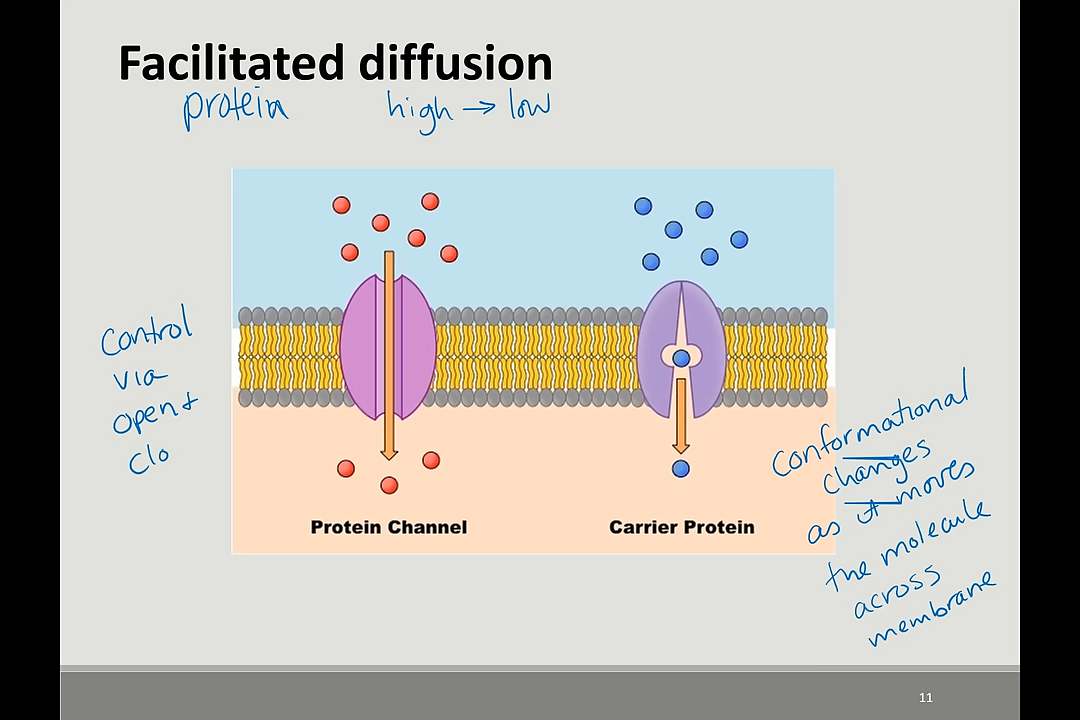 Facilitated diffusion
protein high → low
Control
via
open +
Clo
Protein Channel
Carrier Protein
Conformational
changes
as it moves
the molecule
across
membrane
11